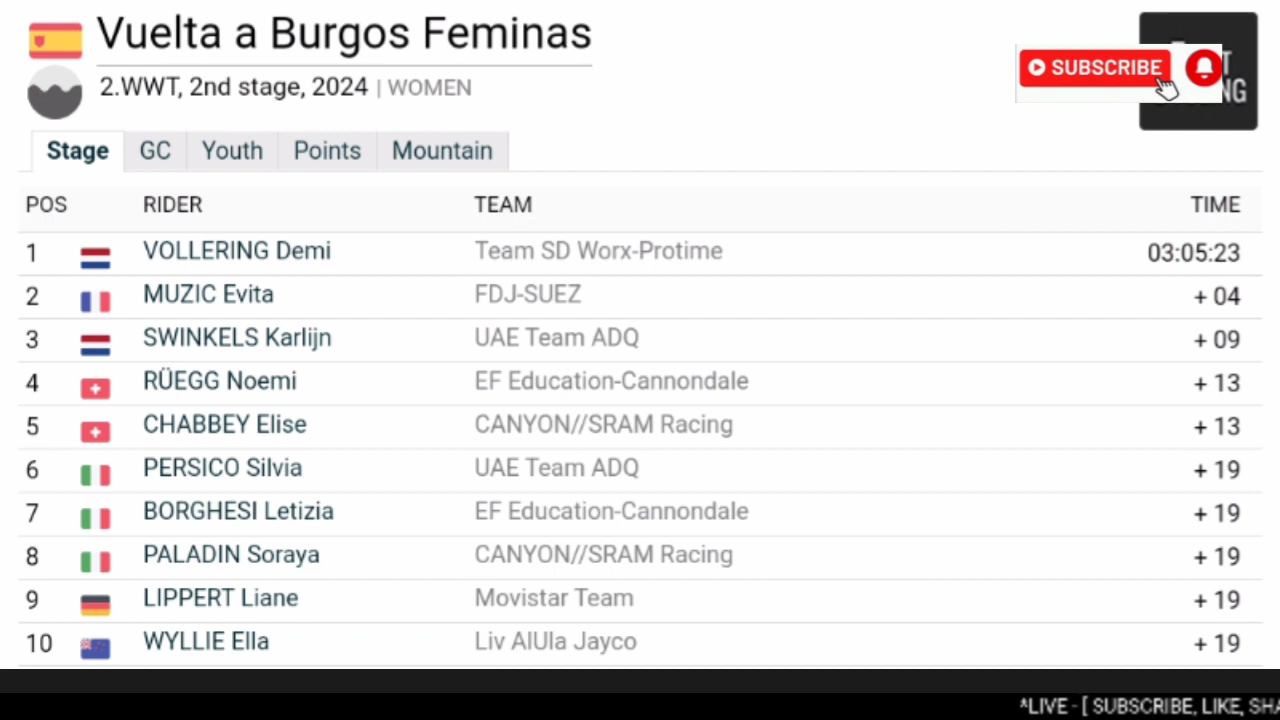 Vuelta a Burgos Feminas
2.WWT, 2nd stage, 2024 | WOMEN
SUBSCRIBE
Stage GC Youth Points Mountain
POS RIDER TEAM TIME
1 VOLLERING Demi Team SD Worx-Protime 03:05:23
2 MUZIC Evita FDJ-SUEZ + 04
3 SWINKELS Karlijn UAE Team ADQ + 09
4 RÜEGG Noemi EF Education-Cannondale + 13
5 CHABBEY Elise CANYON//SRAM Racing + 13
6 PERSICO Silvia UAE Team ADQ + 19
7 BORGHESI Letizia EF Education-Cannondale + 19
8 PALADIN Soraya CANYON//SRAM Racing + 19
9 LIPPERT Liane Movistar Team + 19
10 WYLLIE Ella Liv AlUla Jayco + 19
^LIVE - [ SUBSCRIBE, LIKE, SHA